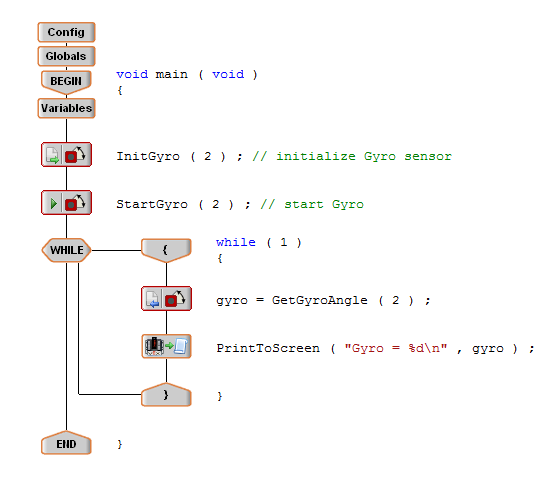 Config
Globals
BEGIN void main ( void )
{
Variables
InitGyro ( 2 ) ; // initialize Gyro sensor
StartGyro ( 2 ) ; // start Gyro
WHILE { while ( 1 )
{
gyro = GetGyroAngle ( 2 ) ;
PrintToScreen ( "Gyro = %d\n" , gyro ) ;
} }
END }